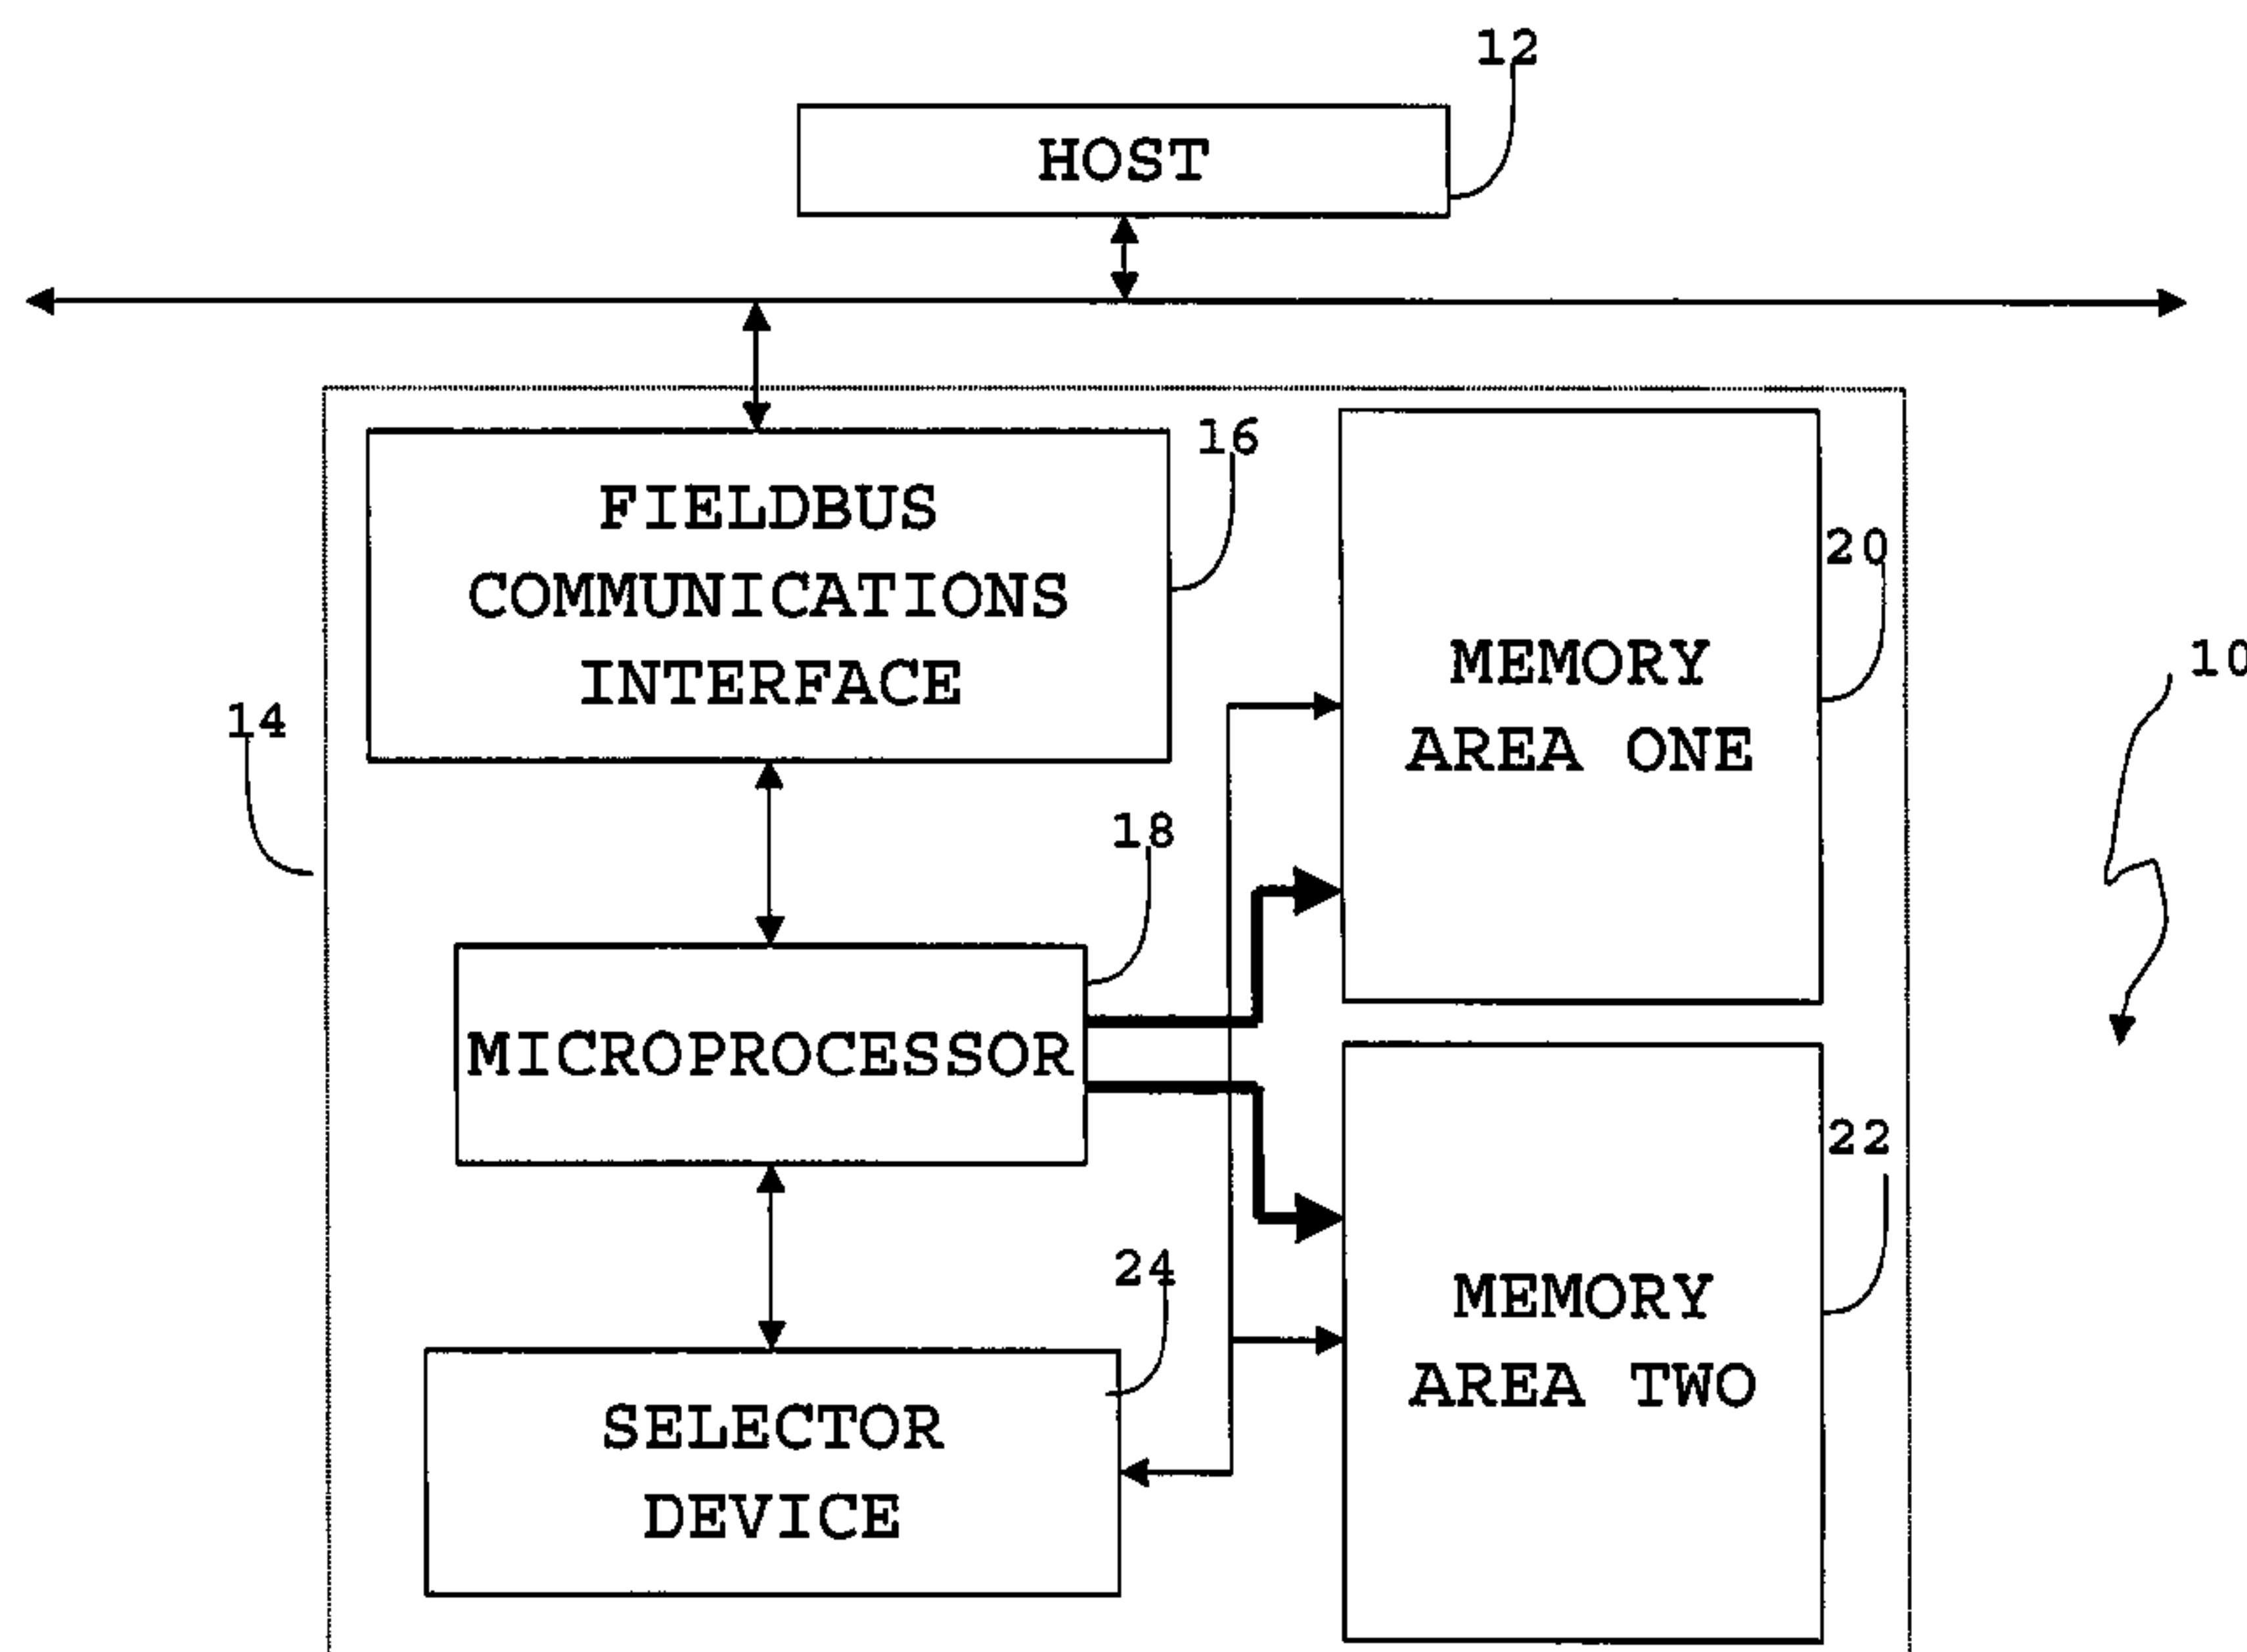 12
HOST
16
FIELDBUS
COMMUNICATIONS
INTERFACE
20
MEMORY
AREA ONE
10
14
18
MICROPROCESSOR
22
MEMORY
AREA TWO
24
SELECTOR
DEVICE